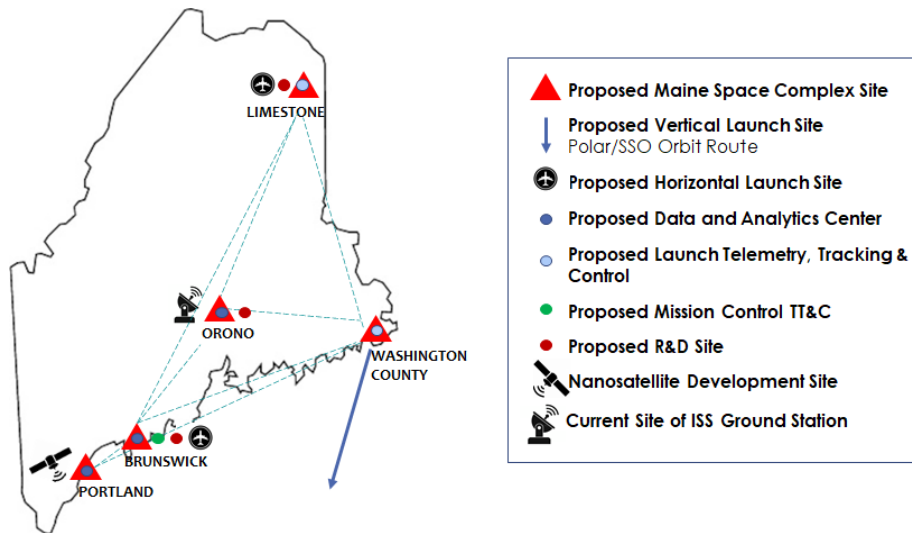 LIMESTONE
ORONO
WASHINGTON
COUNTY
BRUNSWICK
PORTLAND
Proposed Maine Space Complex Site
Proposed Vertical Launch Site
Polar/SSO Orbit Route
Proposed Horizontal Launch Site
Proposed Data and Analytics Center
Proposed Launch Telemetry, Tracking &
Control
Proposed Mission Control TT&C
Proposed R&D Site
Nanosatellite Development Site
Current Site of ISS Ground Station